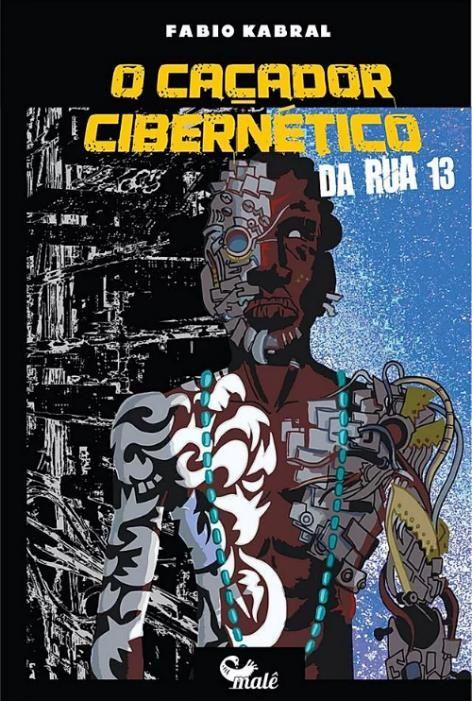 FABIO KABRAL
O CAÇADOR
CIBERNÉTICO
DA RUA 13
malê